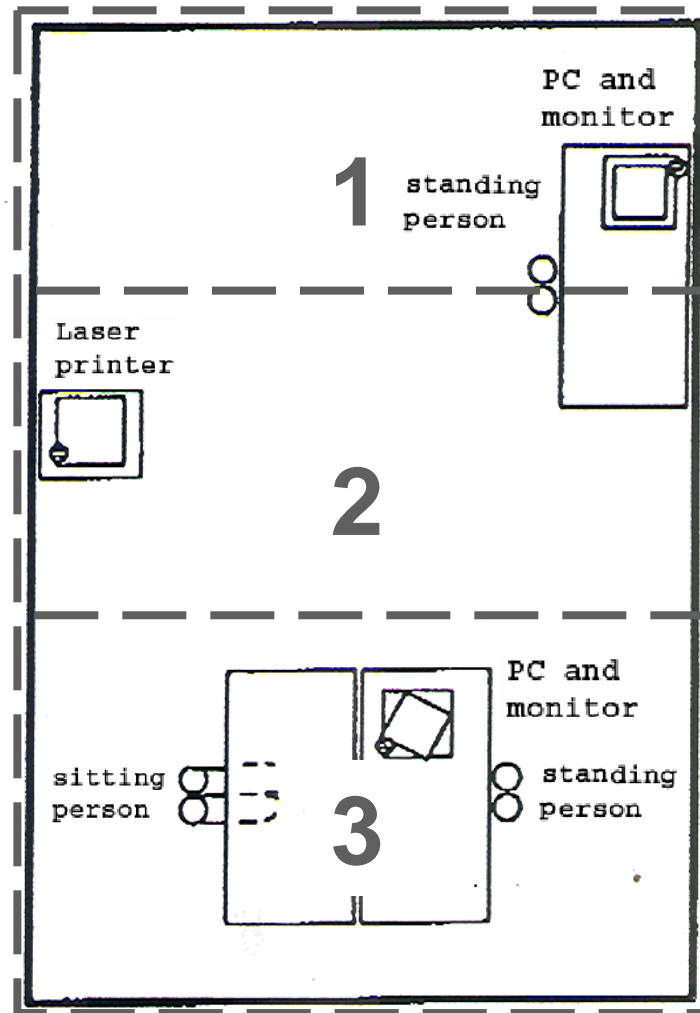 PC and
monitor
1
standing
person
Laser
printer
2
PC and
monitor
sitting
person
standing
person
3